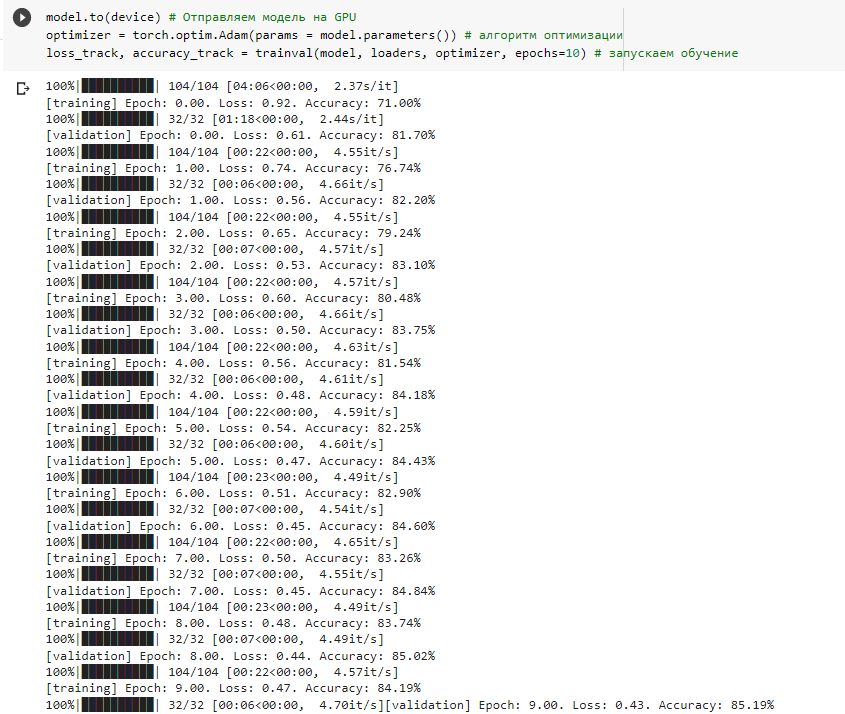 model.to(device) # Отправляем модель на GPU
optimizer = torch.optim.Adam(params = model.parameters()) # алгоритм оптимизации
loss_track, accuracy_track = trainval(model, loaders, optimizer, epochs=10) # запускаем обучение
100%|██████████| 104/104 [04:06<00:00, 2.37s/it]
[training] Epoch: 0.00. Loss: 0.92. Accuracy: 71.00%
100%|██████████| 32/32 [01:18<00:00, 2.44s/it]
[validation] Epoch: 0.00. Loss: 0.61. Accuracy: 81.70%
100%|██████████| 104/104 [00:22<00:00, 4.55it/s]
[training] Epoch: 1.00. Loss: 0.74. Accuracy: 76.74%
100%|██████████| 32/32 [00:06<00:00, 4.66it/s]
[validation] Epoch: 1.00. Loss: 0.56. Accuracy: 82.20%
100%|██████████| 104/104 [00:22<00:00, 4.55it/s]
[training] Epoch: 2.00. Loss: 0.65. Accuracy: 79.24%
100%|██████████| 32/32 [00:07<00:00, 4.57it/s]
[validation] Epoch: 2.00. Loss: 0.53. Accuracy: 83.10%
100%|██████████| 104/104 [00:22<00:00, 4.57it/s]
[training] Epoch: 3.00. Loss: 0.60. Accuracy: 80.48%
100%|██████████| 32/32 [00:06<00:00, 4.66it/s]
[validation] Epoch: 3.00. Loss: 0.50. Accuracy: 83.75%
100%|██████████| 104/104 [00:22<00:00, 4.63it/s]
[training] Epoch: 4.00. Loss: 0.56. Accuracy: 81.54%
100%|██████████| 32/32 [00:06<00:00, 4.61it/s]
[validation] Epoch: 4.00. Loss: 0.48. Accuracy: 84.18%
100%|██████████| 104/104 [00:22<00:00, 4.59it/s]
[training] Epoch: 5.00. Loss: 0.54. Accuracy: 82.25%
100%|██████████| 32/32 [00:06<00:00, 4.60it/s]
[validation] Epoch: 5.00. Loss: 0.47. Accuracy: 84.43%
100%|██████████| 104/104 [00:23<00:00, 4.49it/s]
[training] Epoch: 6.00. Loss: 0.51. Accuracy: 82.90%
100%|██████████| 32/32 [00:07<00:00, 4.54it/s]
[validation] Epoch: 6.00. Loss: 0.45. Accuracy: 84.60%
100%|██████████| 104/104 [00:22<00:00, 4.65it/s]
[training] Epoch: 7.00. Loss: 0.50. Accuracy: 83.26%
100%|██████████| 32/32 [00:07<00:00, 4.55it/s]
[validation] Epoch: 7.00. Loss: 0.45. Accuracy: 84.84%
100%|██████████| 104/104 [00:23<00:00, 4.49it/s]
[training] Epoch: 8.00. Loss: 0.48. Accuracy: 83.74%
100%|██████████| 32/32 [00:07<00:00, 4.49it/s]
[validation] Epoch: 8.00. Loss: 0.44. Accuracy: 85.02%
100%|██████████| 104/104 [00:22<00:00, 4.57it/s]
[training] Epoch: 9.00. Loss: 0.47. Accuracy: 84.19%
100%|██████████| 32/32 [00:06<00:00, 4.70it/s][validation] Epoch: 9.00. Loss: 0.43. Accuracy: 85.19%